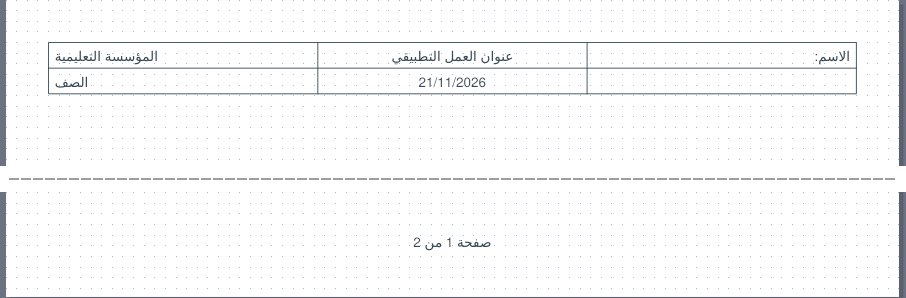 الاسم: عنوان العمل التطبيقي المؤسسة التعليمية
21/11/2026 الصف
صفحة 1 من 2